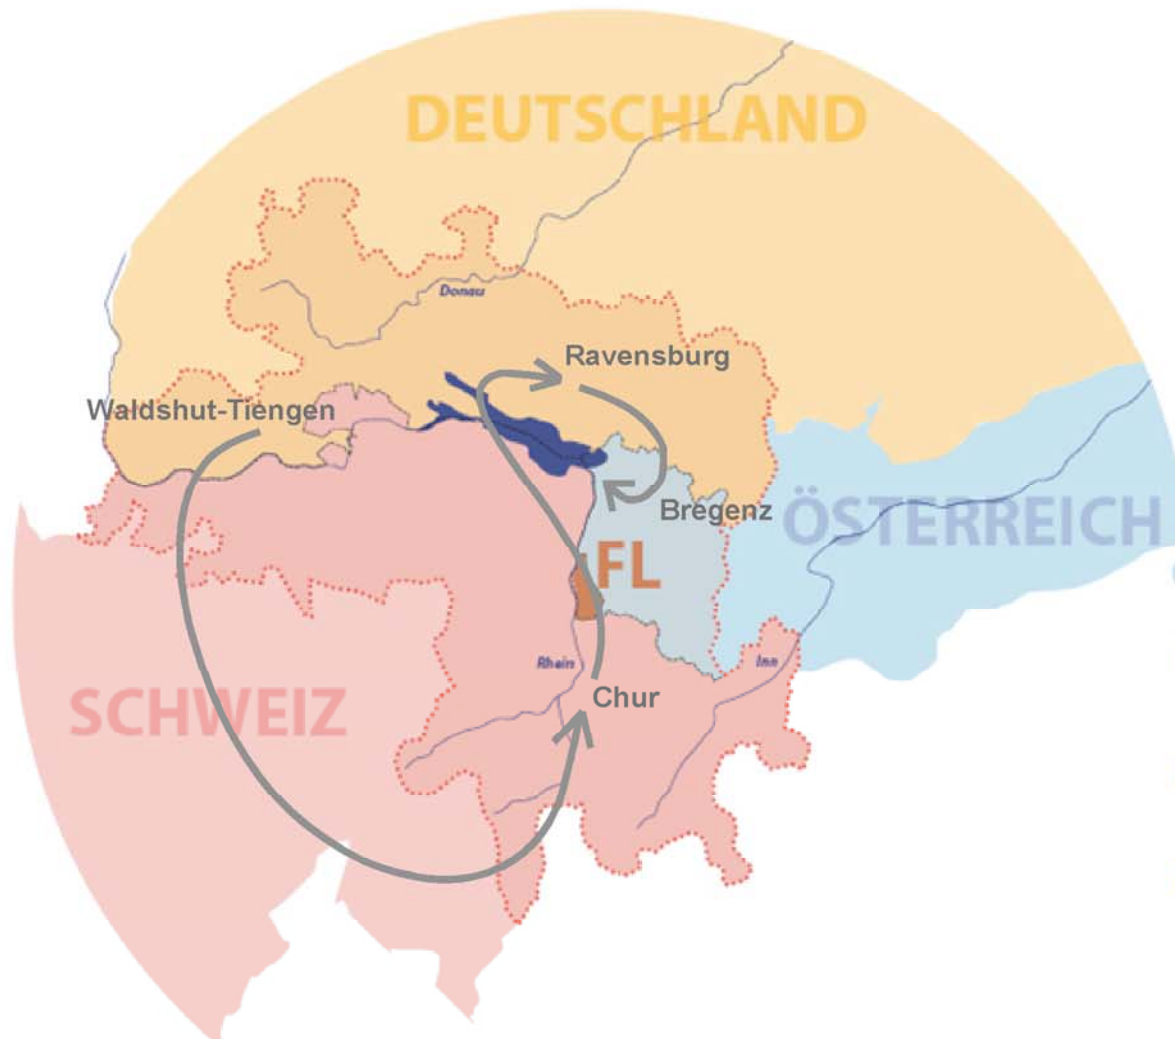 DEUTSCHLAND
Donau
Ravensburg
Waldshut-Tiengen
Bregenz
ÖSTERREICH
FL
Rhein
Inn
Chur
SCHWEIZ